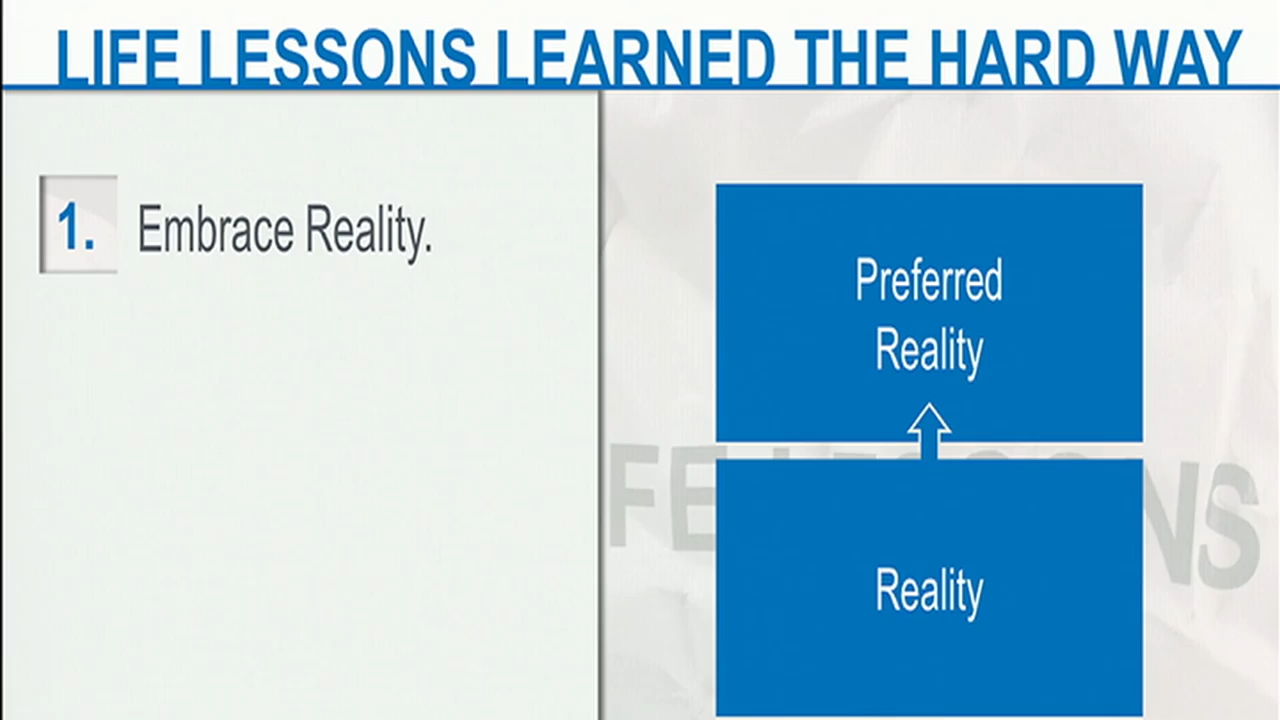 LIFE LESSONS LEARNED THE HARD WAY
1. Embrace Reality.
Preferred
Reality
Reality